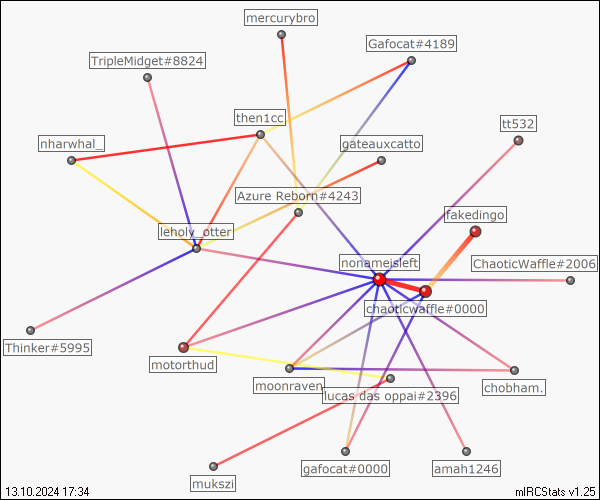 mercurybro
Gafocat#4189
TripleMidget#8824
then1cc
tt532
nharwhal_
gateauxcatto
Azure Reborn#4243
fakedingo
leholy_otter
nonameisleft
ChaoticWaffle#2006
chaoticwaffle#0000
Thinker#5995
motorthud
moonraven
chobham.
lucas das oppai#2396
mukszi
gafocat#0000
amah1246
13.10.2024 17:34
mIRCStats v1.25